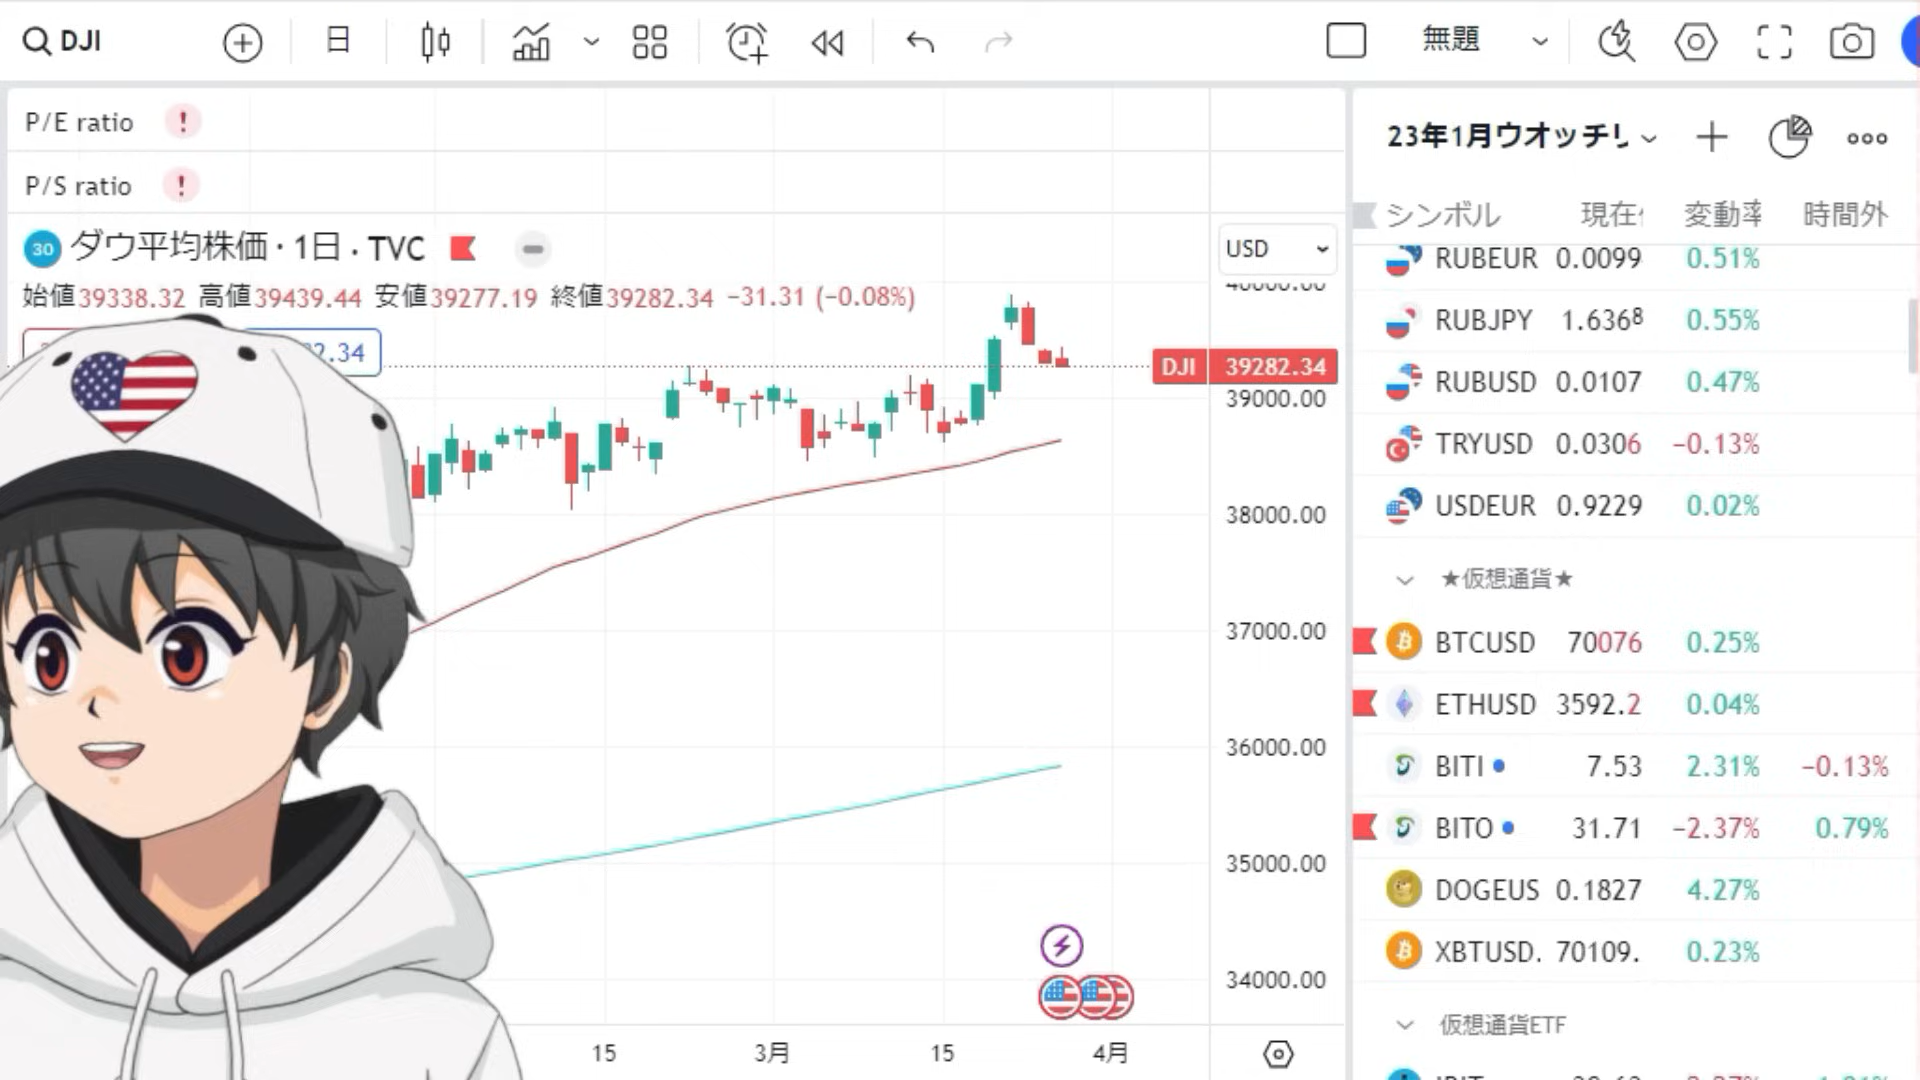 DJI
日
無題
P/E ratio !
P/S ratio !
30 ダウ平均株価・1日・TVC
始値39338.32 高値39439.44 安値39277.19 終値39282.34 −31.31 (−0.08%)
2.34
USD
40000.00
DJI 39282.34
39000.00
38000.00
37000.00
36000.00
35000.00
34000.00
15 3月 15 4月
23年1月ウオッチリ
シンボル 現在 変動率 時間外
RUBEUR 0.0099 0.51%
RUBJPY 1.636⁸ 0.55%
RUBUSD 0.0107 0.47%
TRYUSD 0.0306 −0.13%
USDEUR 0.9229 0.02%
★仮想通貨★
BTCUSD 70076 0.25%
ETHUSD 3592.2 0.04%
BITI 7.53 2.31% −0.13%
BITO 31.71 −2.37% 0.79%
DOGEUS 0.1827 4.27%
XBTUSD. 70109. 0.23%
仮想通貨ETF